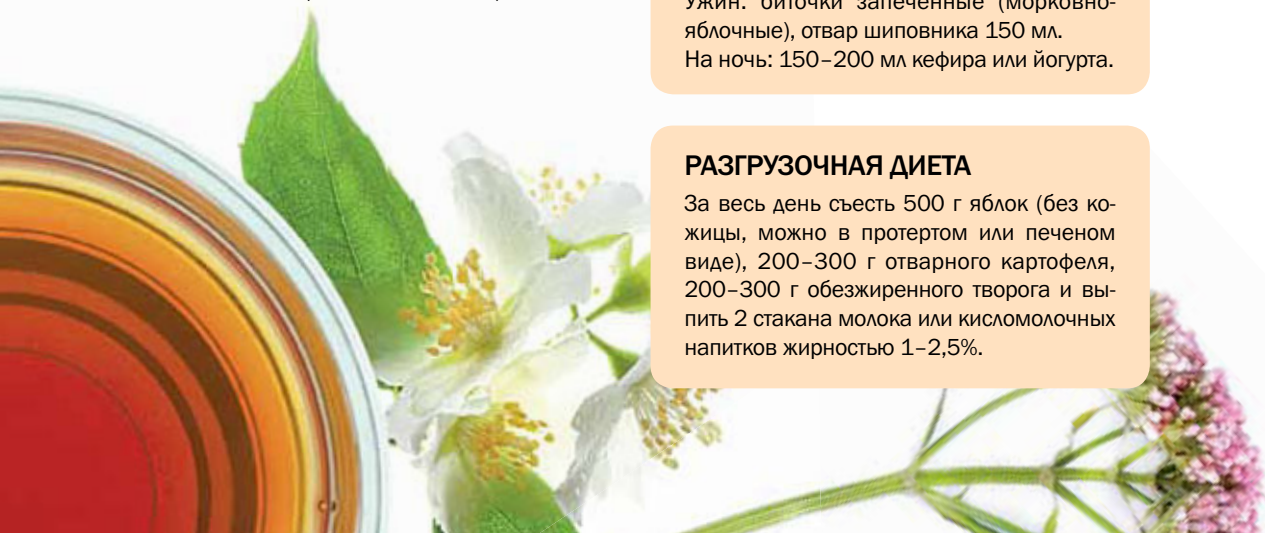 Ужин: биточки запеченные (морковно-
яблочные), отвар шиповника 150 мл.
На ночь: 150–200 мл кефира или йогурта.
РАЗГРУЗОЧНАЯ ДИЕТА
За весь день съесть 500 г яблок (без ко-
жицы, можно в протертом или печеном
виде), 200–300 г отварного картофеля,
200–300 г обезжиренного творога и вы-
пить 2 стакана молока или кисломолочных
напитков жирностью 1–2,5%.